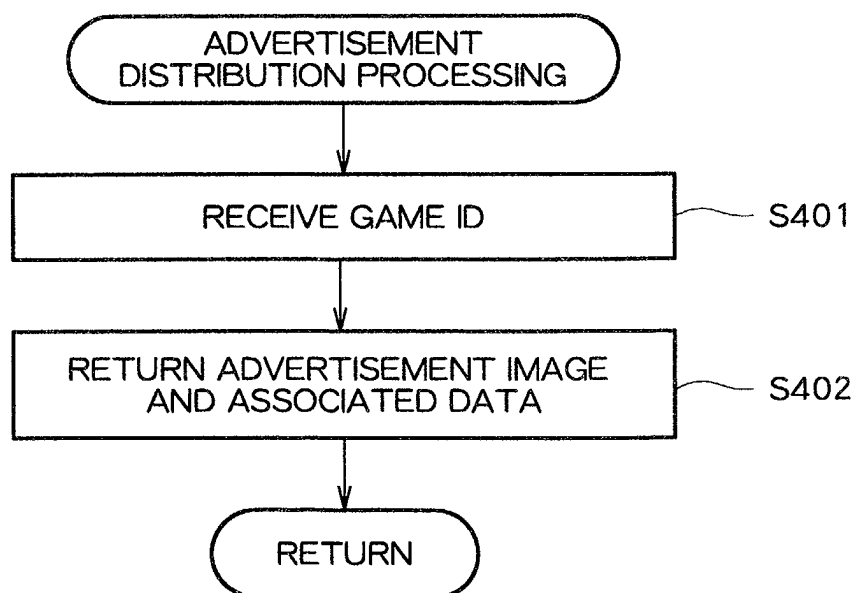 ADVERTISEMENT
DISTRIBUTION PROCESSING
RECEIVE GAME ID
S401
RETURN ADVERTISEMENT IMAGE
AND ASSOCIATED DATA
S402
RETURN